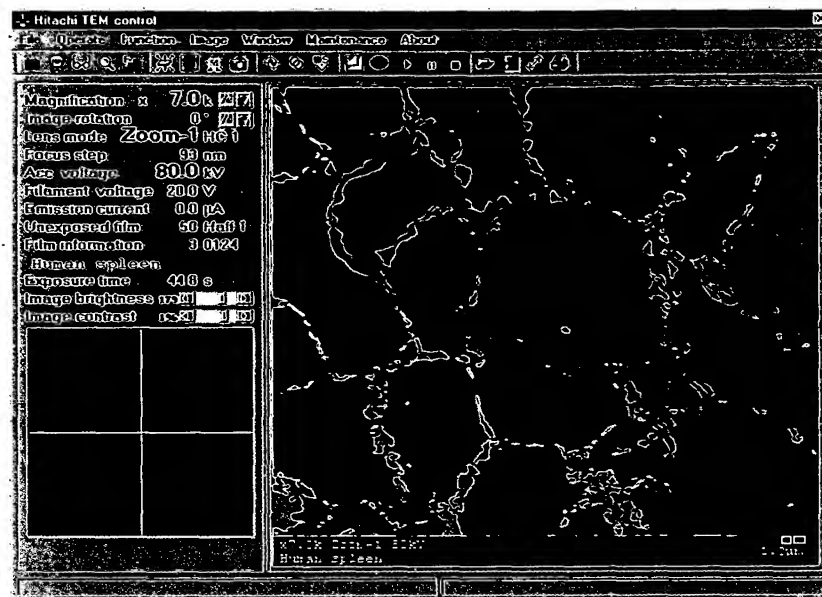 Hitachi TEM control
File Operate Function Image Window Maintenance About
Magnification x 7.0 k
Image rotation 0 °
Lens mode Zoom-1 HC 1
Focus step 93 nm
Acc voltage 80.0 kV
Filament voltage 20.0 V
Emission current 0.0 µA
Unexposed film 50 Half 1
Film information 3 0124
Human spleen
Exposure time 44.8 s
Image brightness
Image contrast
Human spleen